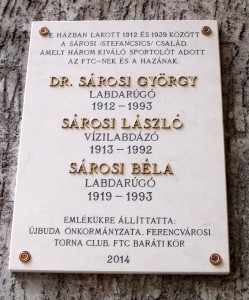 E HÁZBAN LAKOTT 1912 ÉS 1939 KÖZÖTT
A SÁROSI /STEFANCSICS/ CSALÁD,
AMELY HÁROM KIVÁLÓ SPORTOLÓT ADOTT
AZ FTC-NEK ÉS A HAZÁNAK:
DR. SÁROSI GYÖRGY
LABDARÚGÓ
1912–1993
SÁROSI LÁSZLÓ
VÍZILABDÁZÓ
1913–1992
SÁROSI BÉLA
LABDARÚGÓ
1919–1993
EMLÉKÜKRE ÁLLÍTTATTA:
ÚJBUDA ÖNKORMÁNYZATA, FERENCVÁROSI
TORNA CLUB, FTC BARÁTI KÖR
2014